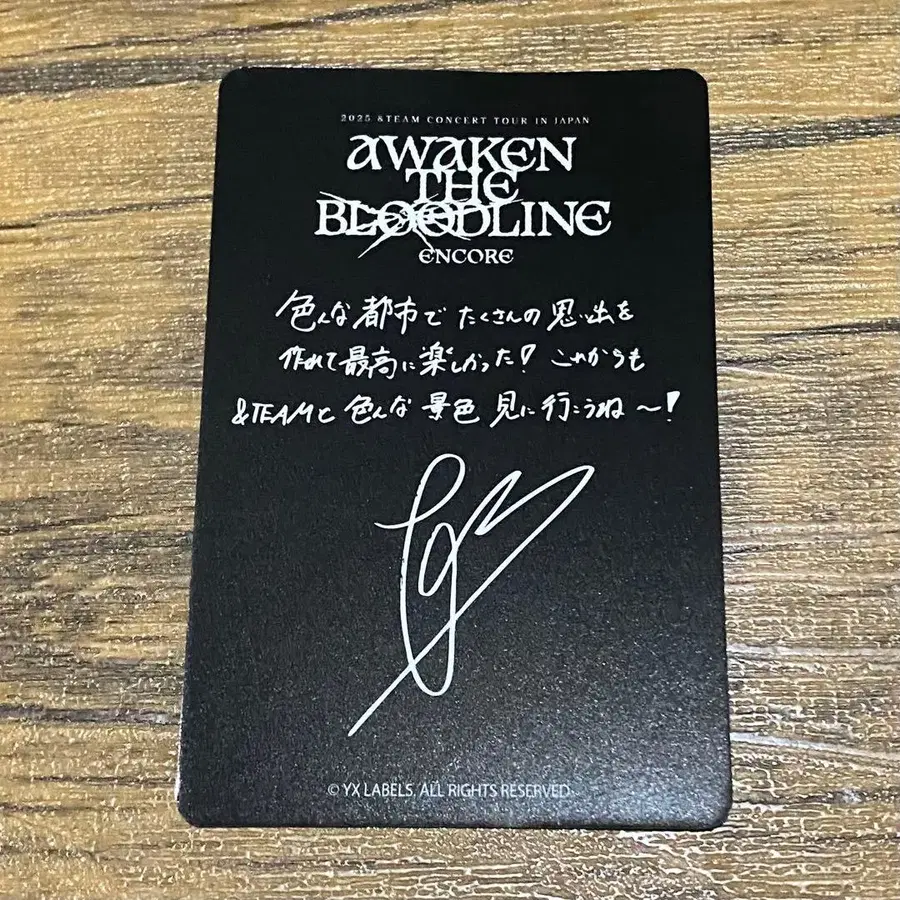 2025 &TEAM CONCERT TOUR IN JAPAN
AWAKEN
THE
BLOODLINE
ENCORE
色んな都市でたくさんの思い出を
作れて最高に楽しかった! これからも
&TEAMと色んな景色見に行こうね〜!
© YX LABELS. ALL RIGHTS RESERVED.